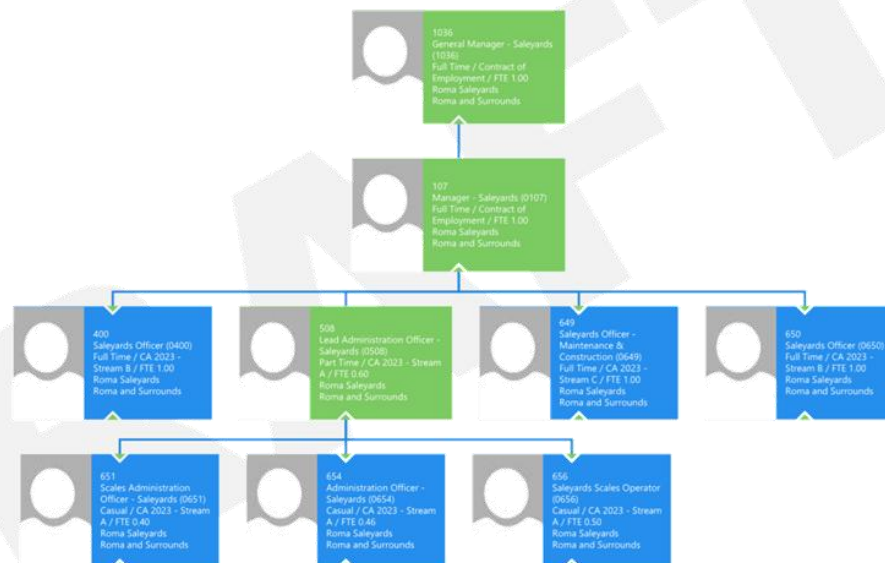 1036
General Manager - Saleyards
(1036)
Full Time / Contract of
Employment / FTE 1.00
Roma Saleyards
Roma and Surrounds
107
Manager - Saleyards (0107)
Full Time / Contract of
Employment / FTE 1.00
Roma Saleyards
Roma and Surrounds
400
Saleyards Officer (0400)
Full Time / CA 2023 -
Stream B / FTE 1.00
Roma Saleyards
Roma and Surrounds
508
Lead Administration Officer -
Saleyards (0508)
Part Time / CA 2023 - Stream
A / FTE 0.60
Roma Saleyards
Roma and Surrounds
649
Saleyards Officer -
Maintenance &
Construction (0649)
Full Time / CA 2023 -
Stream C / FTE 1.00
Roma Saleyards
Roma and Surrounds
650
Saleyards Officer (0650)
Full Time / CA 2023 -
Stream B / FTE 1.00
Roma Saleyards
Roma and Surrounds
651
Scales Administration
Officer - Saleyards (0651)
Casual / CA 2023 - Stream
A / FTE 0.40
Roma Saleyards
Roma and Surrounds
654
Administration Officer -
Saleyards (0654)
Casual / CA 2023 - Stream
A / FTE 0.46
Roma Saleyards
Roma and Surrounds
656
Saleyards Scales Operator
(0656)
Casual / CA 2023 - Stream
A / FTE 0.50
Roma Saleyards
Roma and Surrounds